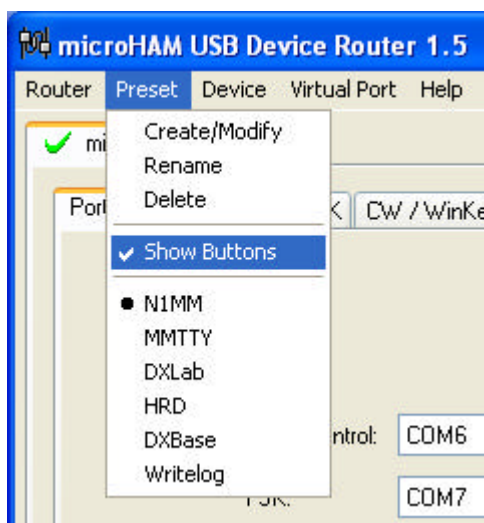 microHAM USB Device Router 1.5
Router Preset Device Virtual Port Help
Create/Modify
Rename
Delete
CW / WinKe
Show Buttons
N1MM
MMTTY
DXLab
HRD
DXBase
Writelog
ntrol: COM6
COM7